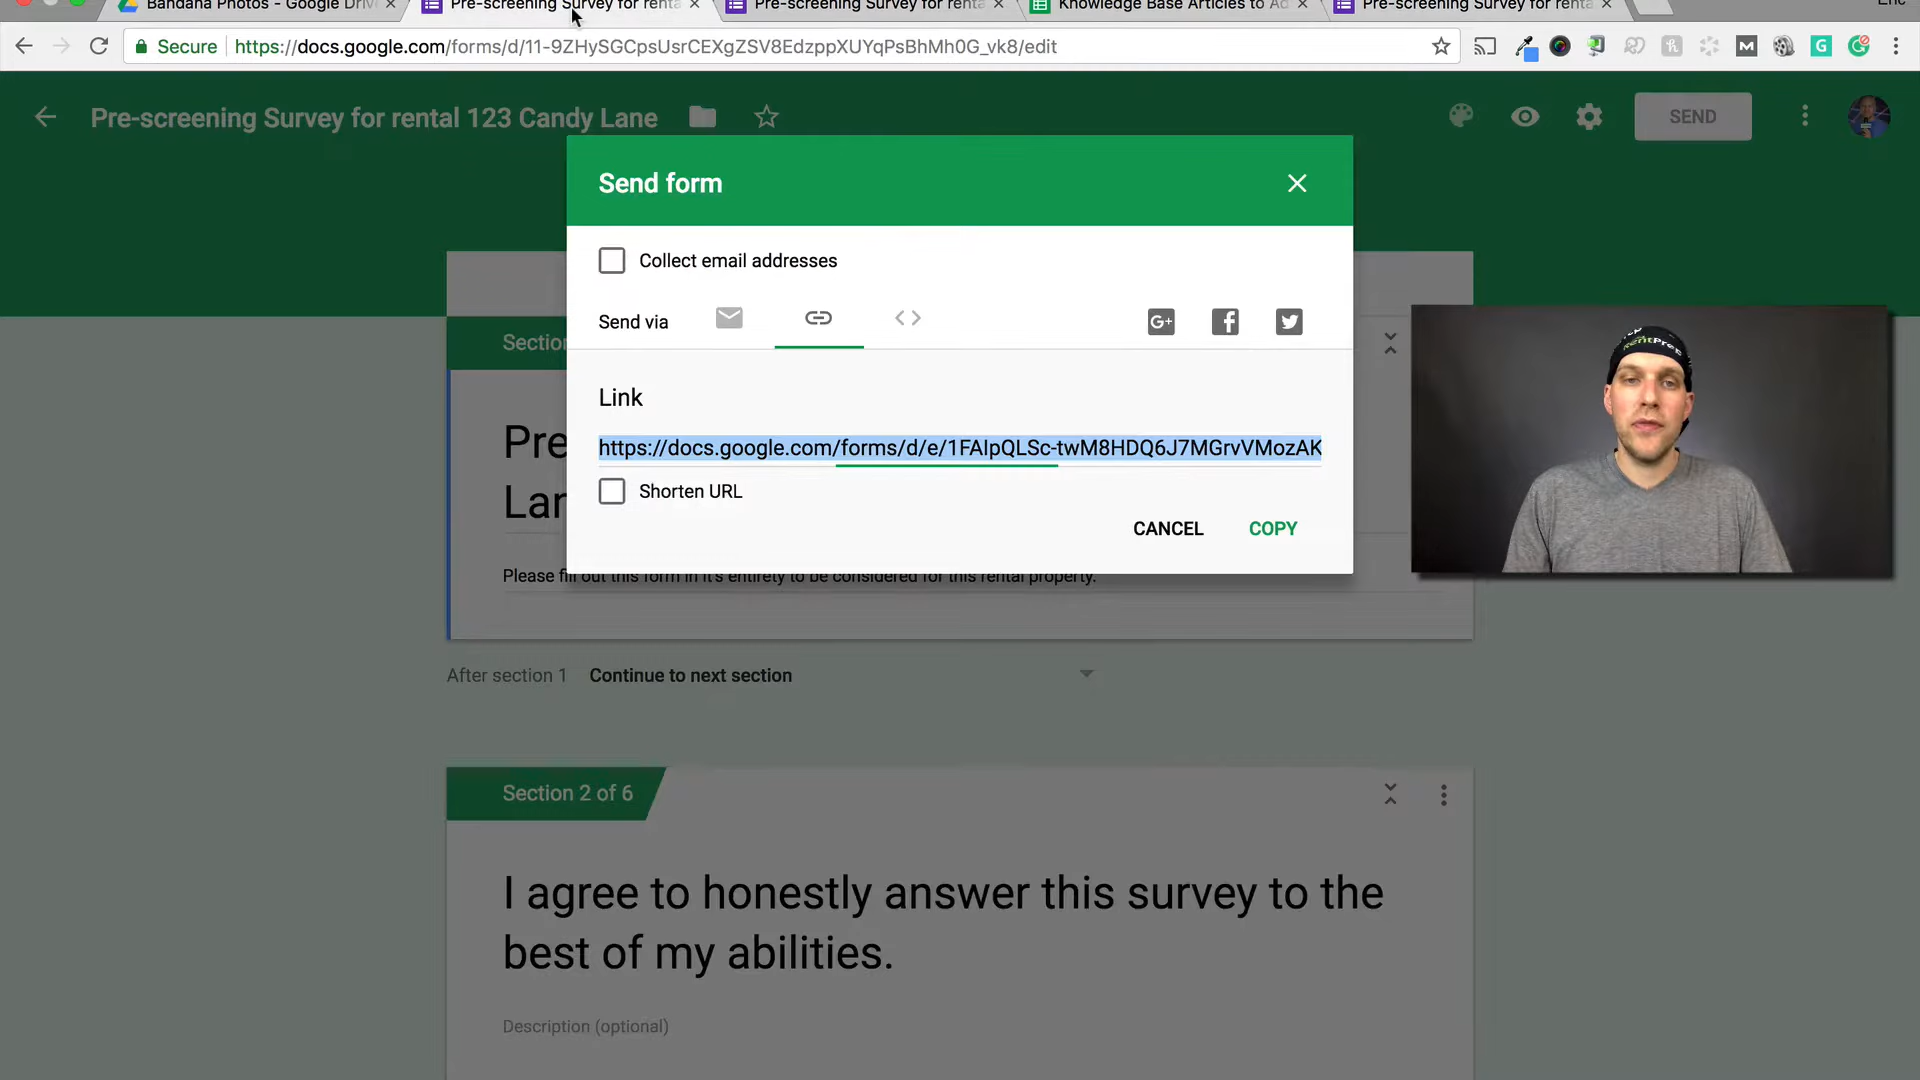 Bandana Photos - Google Driv
Pre-screening Survey for renta
Pre-screening Survey for renta
Knowledge Base Articles to Ad
Pre-screening Survey for renta
Eric
Secure
https://docs.google.com/forms/d/11-9ZHySGCpsUsrCEXgZSV8EdzppXUYqPsBhMh0G_vk8/edit
Pre-screening Survey for rental 123 Candy Lane
SEND
Send form
Collect email addresses
Send via
G+
Link
https://docs.google.com/forms/d/e/1FAIpQLSc-twM8HDQ6J7MGrvVMozAK
Shorten URL
CANCEL
COPY
Sectio
Pre
Lan
Please fill out this form in it's entirety to be considered for this rental property.
After section 1
Continue to next section
Section 2 of 6
I agree to honestly answer this survey to the
best of my abilities.
Description (optional)